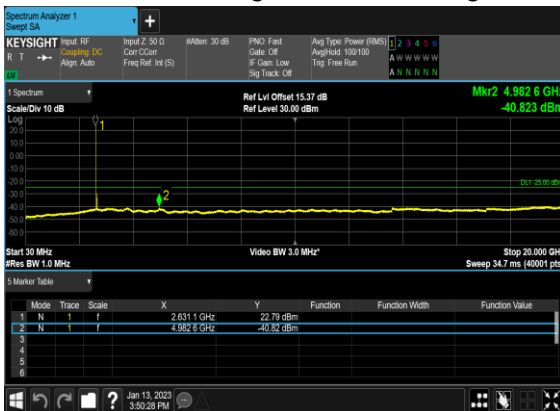 Spectrum Analyzer 1
Swept SA
KEYSIGHT Input: RF Input Z: 50 Ω #Atten: 30 dB PNO: Fast Avg Type: Power (RMS) 1 2 3 4 5 6
R T Coupling: DC Corr CCorr Gate: Off Avg|Hold: 100/100 A W W W W W
Align: Auto Freq Ref: Int (S) IF Gain: Low Trig: Free Run
Sig Track: Off A N N N N N
LV
1 Spectrum Ref Lvl Offset 15.37 dB Mkr2 4.982 6 GHz
Scale/Div 10 dB Ref Level 30.00 dBm -40.823 dBm
Log
20.0
10.0
0.00
-10.0
-20.0
-30.0
-40.0
-50.0
-60.0
1
2
DL1 -25.00 dBm
Start 30 MHz Video BW 3.0 MHz* Stop 20.000 GHz
#Res BW 1.0 MHz Sweep 34.7 ms (40001 pts)
5 Marker Table
Mode Trace Scale X Y Function Function Width Function Value
1 N 1 f 2.631 1 GHz 22.79 dBm
2 N 1 f 4.982 6 GHz -40.82 dBm
3
4
5
6
? Jan 13, 2023
3:50:28 PM